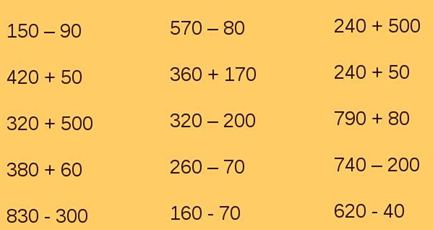 150 – 90
420 + 50
320 + 500
380 + 60
830 - 300
570 – 80
360 + 170
320 – 200
260 – 70
160 - 70
240 + 500
240 + 50
790 + 80
740 – 200
620 - 40